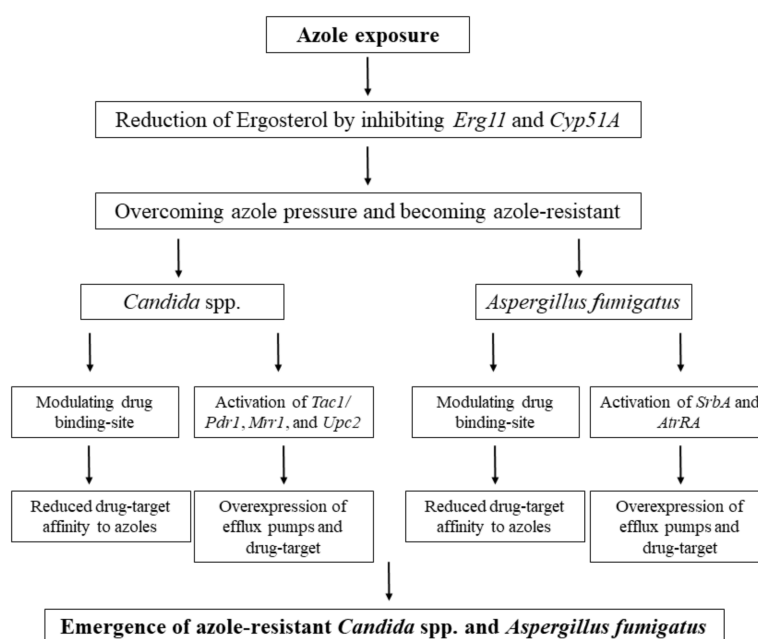 Azole exposure
Reduction of Ergosterol by inhibiting Erg11 and Cyp51A
Overcoming azole pressure and becoming azole-resistant
Candida spp.
Aspergillus fumigatus
Modulating drug
binding-site
Activation of Tac1/
Pdr1, Mrr1, and Upc2
Modulating drug
binding-site
Activation of SrbA and
AtrRA
Reduced drug-target
affinity to azoles
Overexpression of
efflux pumps and
drug-target
Reduced drug-target
affinity to azoles
Overexpression of
efflux pumps and
drug-target
Emergence of azole-resistant Candida spp. and Aspergillus fumigatus